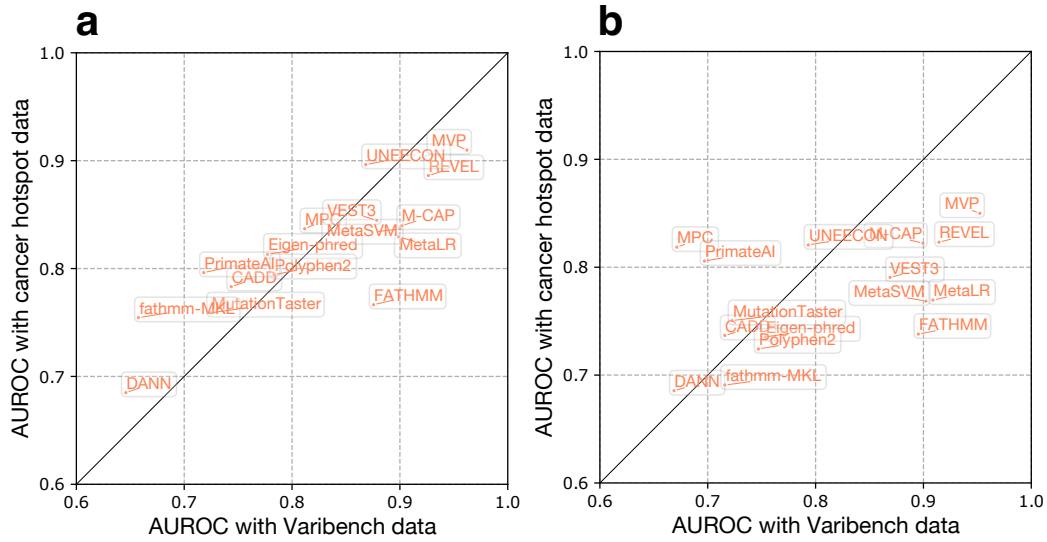 a
AUROC with cancer hotspot data
1.0
0.9
0.8
0.7
0.6
MVP
UNEECON
REVEL
VEST3
M-CAP
MPC
MetaSVM
MetaLR
Eigen-phred
PrimateAI
Polyphen2
CADD
FATHMM
fathmm-MKL
MutationTaster
DANN
0.6 0.7 0.8 0.9 1.0
AUROC with Varibench data
b
AUROC with cancer hotspot data
1.0
0.9
0.8
0.7
0.6
MVP
MPC
UNEECON
M-CAP
REVEL
PrimateAI
VEST3
MetaSVM
MetaLR
MutationTaster
CADD
Eigen-phred
FATHMM
Polyphen2
DANN
fathmm-MKL
0.6 0.7 0.8 0.9 1.0
AUROC with Varibench data